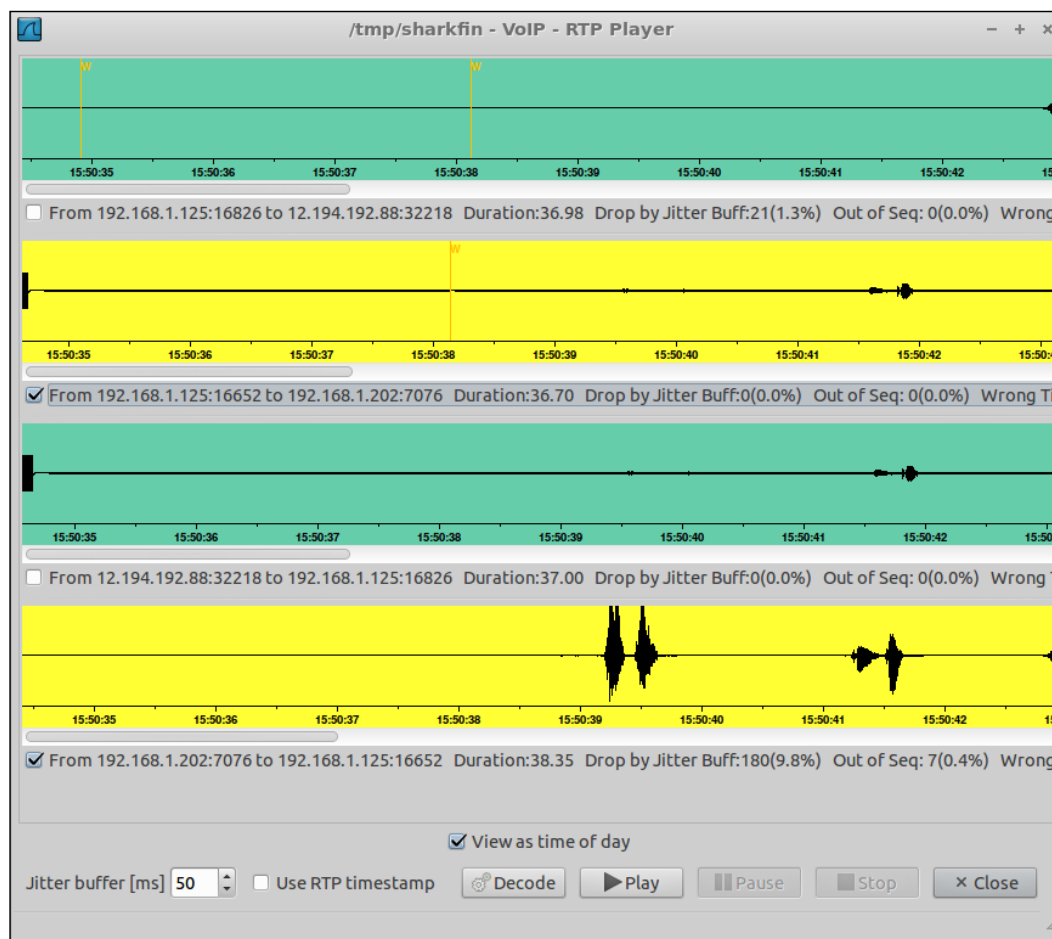 /tmp/sharkfin - VoIP - RTP Player
W W
15:50:35 15:50:36 15:50:37 15:50:38 15:50:39 15:50:40 15:50:41 15:50:42 15
From 192.168.1.125:16826 to 12.194.192.88:32218 Duration:36.98 Drop by Jitter Buff:21(1.3%) Out of Seq: 0(0.0%) Wrong
W
15:50:35 15:50:36 15:50:37 15:50:38 15:50:39 15:50:40 15:50:41 15:50:42 15:50:4
From 192.168.1.125:16652 to 192.168.1.202:7076 Duration:36.70 Drop by Jitter Buff:0(0.0%) Out of Seq: 0(0.0%) Wrong Ti
15:50:35 15:50:36 15:50:37 15:50:38 15:50:39 15:50:40 15:50:41 15:50:42 15:50
From 12.194.192.88:32218 to 192.168.1.125:16826 Duration:37.00 Drop by Jitter Buff:0(0.0%) Out of Seq: 0(0.0%) Wrong T
15:50:35 15:50:36 15:50:37 15:50:38 15:50:39 15:50:40 15:50:41 15:50:42 15
From 192.168.1.202:7076 to 192.168.1.125:16652 Duration:38.35 Drop by Jitter Buff:180(9.8%) Out of Seq: 7(0.4%) Wrong
View as time of day
Jitter buffer [ms] 50 Use RTP timestamp Decode Play Pause Stop Close